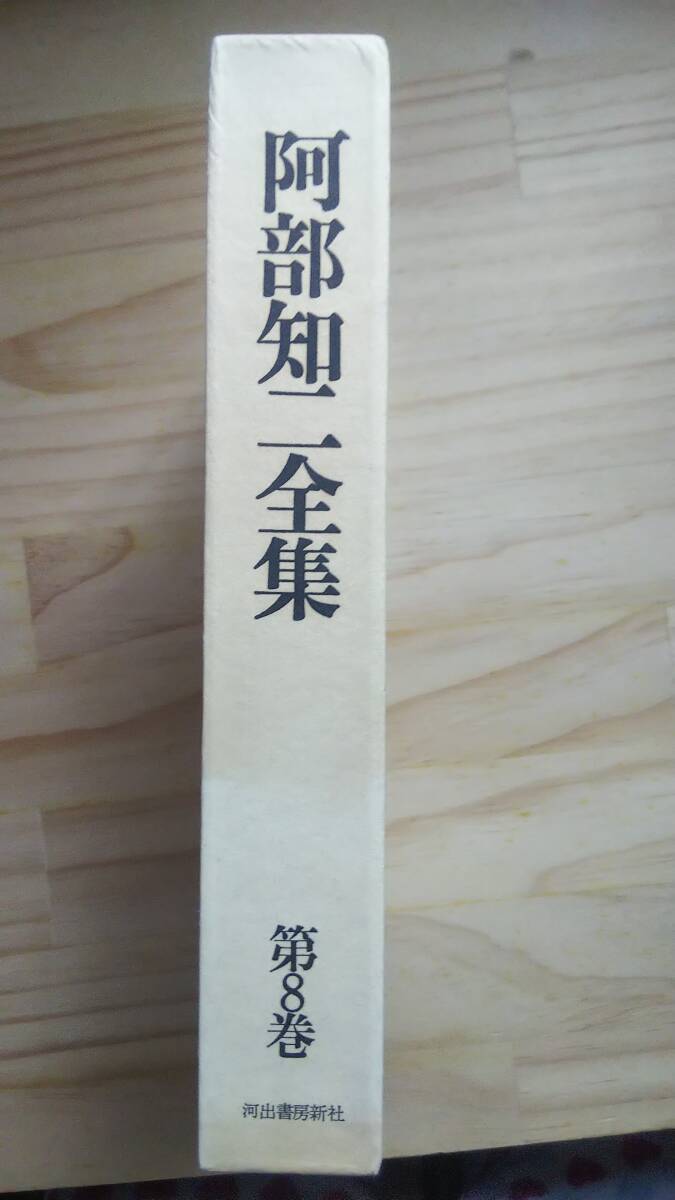 阿部知二全集
第8巻
河出書房新社